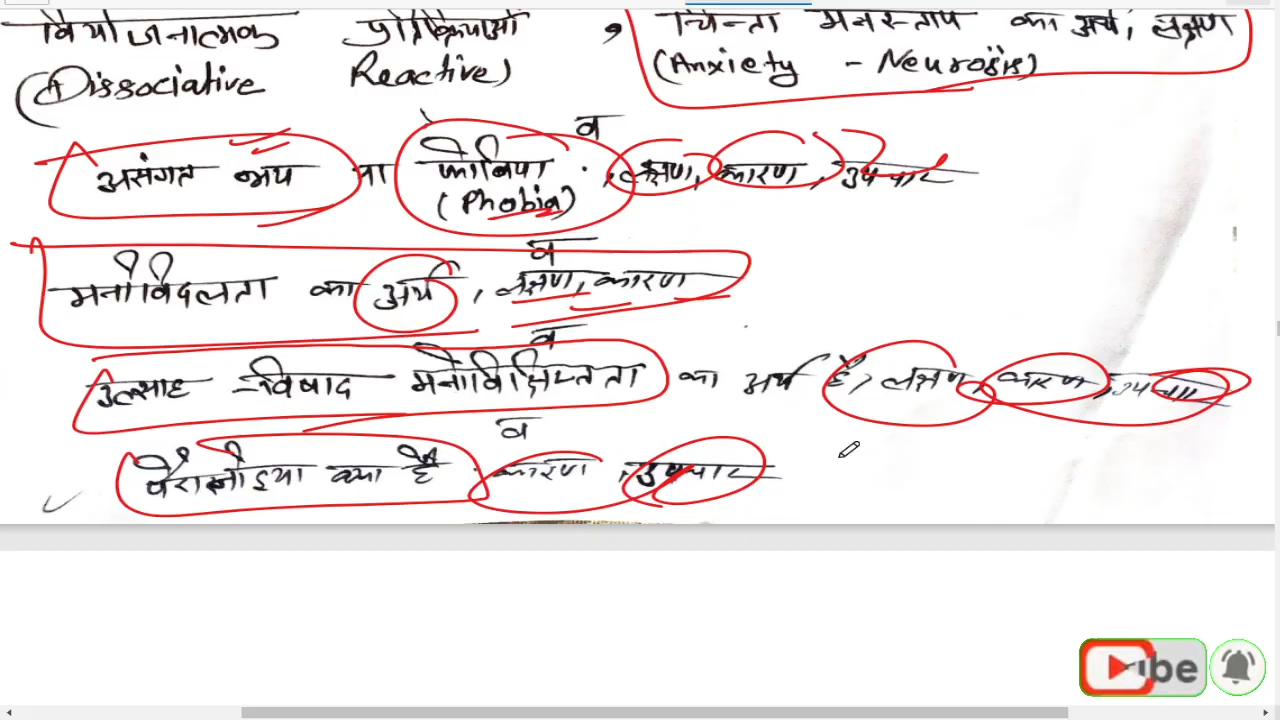 वियोजनात्मक प्रतिक्रियाओं , चिन्ता मनस्ताप का अर्थ, लक्षण
(Dissociative Reactive) (Anxiety - Neurosis)
असंगत भय या फोबिया व लक्षण, कारण, उपचार
(Phobia)
मनोविदलता का अर्थ, लक्षण, व कारण
उत्साह - विषाद मनोविक्षिप्तता का अर्थ है, लक्षण, कारण, उपचार
पैरानोइया क्या है व कारण, उपचार
ibe